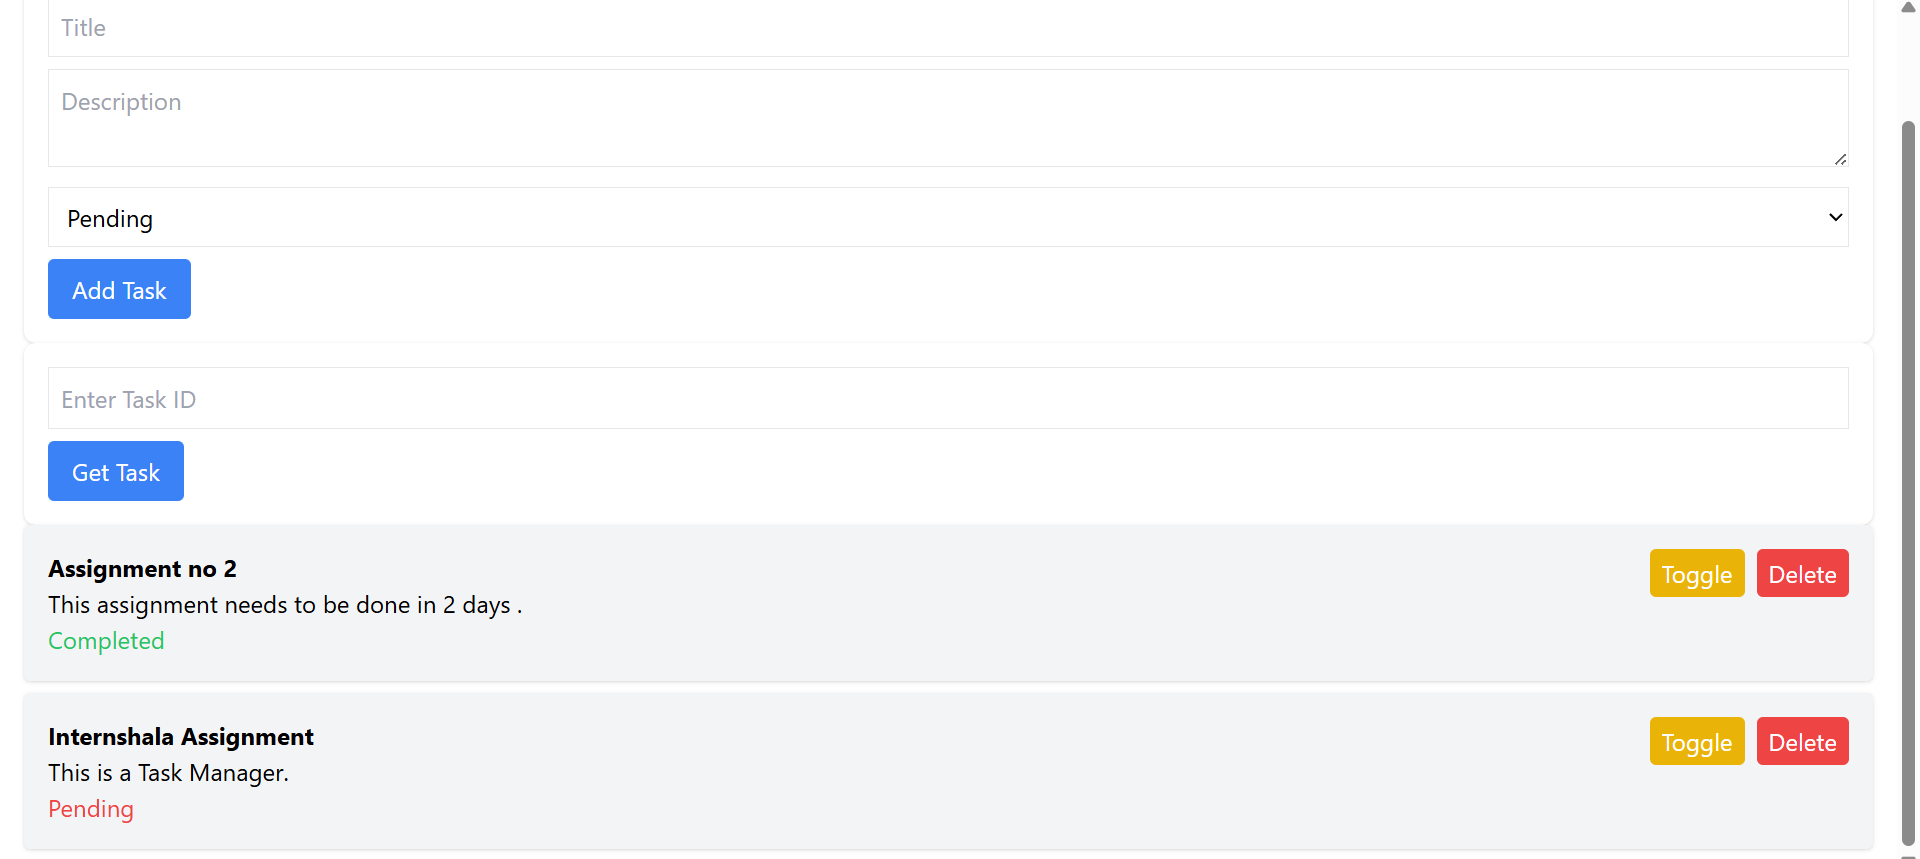 Title
Description
Pending
Add Task
Enter Task ID
Get Task
Assignment no 2
Toggle Delete
This assignment needs to be done in 2 days .
Completed
Internshala Assignment
Toggle Delete
This is a Task Manager.
Pending